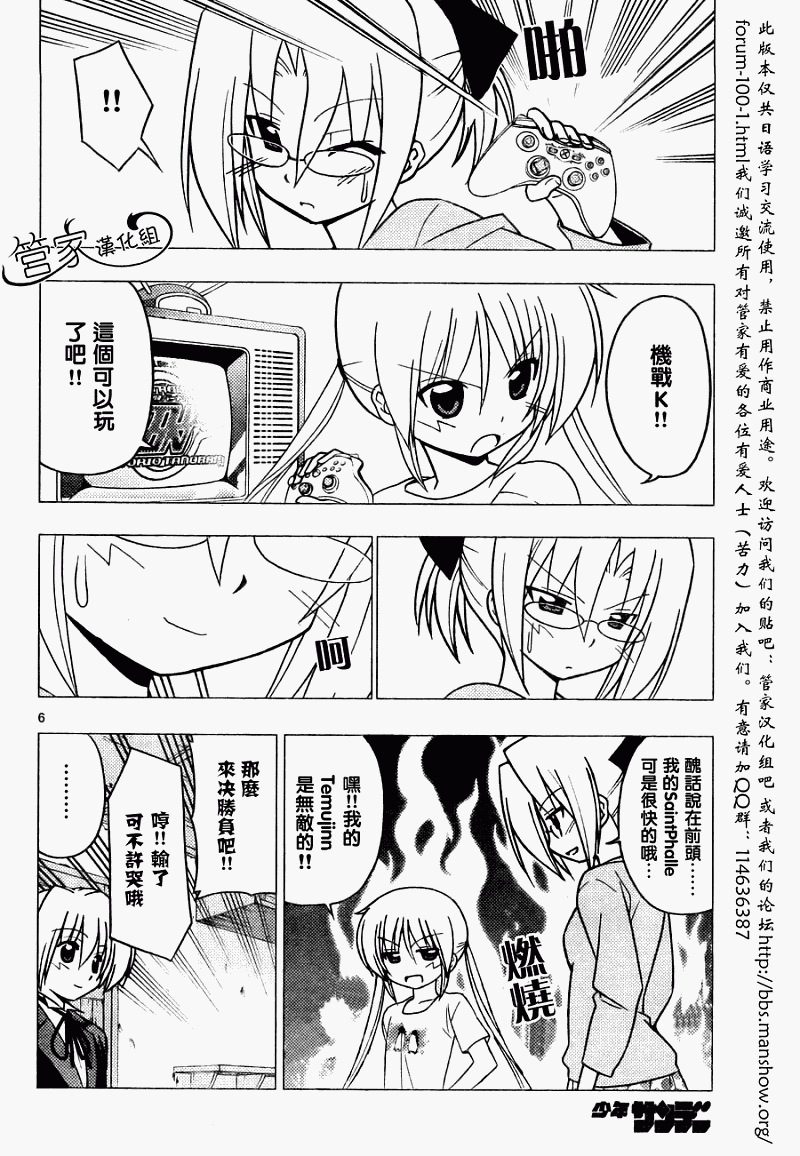 啪
!!
管家漢化組
機戰K!!
這個可以玩
了吧!!
呵
6
醜話說在前頭
我的SaintPhalle
可是很快的哦…
嘿!!我的
Temujinn
是無敵的!!
燃燒
那麼
來決勝負吧!!
哼!!輸了
可不許哭哦
……
少年サンデー
此版本仅共日语学习交流使用，禁止用作商业用途。欢迎访问我们的贴吧：管家汉化组吧 或者我们的论坛http://bbs.manshow.org/
forum-100-1.html我们诚邀所有对管家有爱的各位有爱人士（苦力）加入我们。有意请加QQ群：114636387